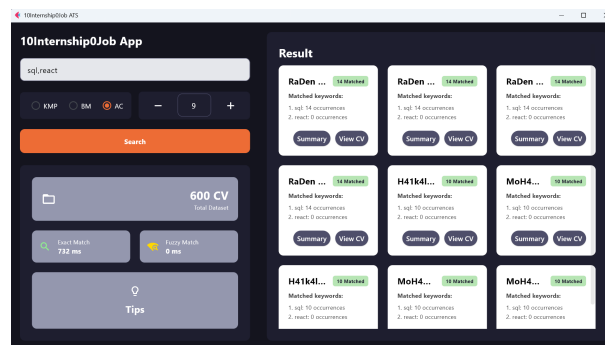 10Internship0Job ATS
10Internship0Job App
sql,react
KMP BM AC − 9 +
Search
600 CV
Total Dataset
Exact Match
732 ms
Fuzzy Match
0 ms
Tips
Result
RaDen ... 14 Matched
Matched keywords:
1. sql: 14 occurrences
2. react: 0 occurrences
Summary View CV
RaDen ... 14 Matched
Matched keywords:
1. sql: 14 occurrences
2. react: 0 occurrences
Summary View CV
RaDen ... 14 Matched
Matched keywords:
1. sql: 14 occurrences
2. react: 0 occurrences
Summary View CV
RaDen ... 14 Matched
Matched keywords:
1. sql: 14 occurrences
2. react: 0 occurrences
Summary View CV
H41k4l... 10 Matched
Matched keywords:
1. sql: 10 occurrences
2. react: 0 occurrences
Summary View CV
MoH4... 10 Matched
Matched keywords:
1. sql: 10 occurrences
2. react: 0 occurrences
Summary View CV
H41k4l... 10 Matched
Matched keywords:
1. sql: 10 occurrences
2. react: 0 occurrences
MoH4... 10 Matched
Matched keywords:
1. sql: 10 occurrences
2. react: 0 occurrences
MoH4... 10 Matched
Matched keywords:
1. sql: 10 occurrences
2. react: 0 occurrences